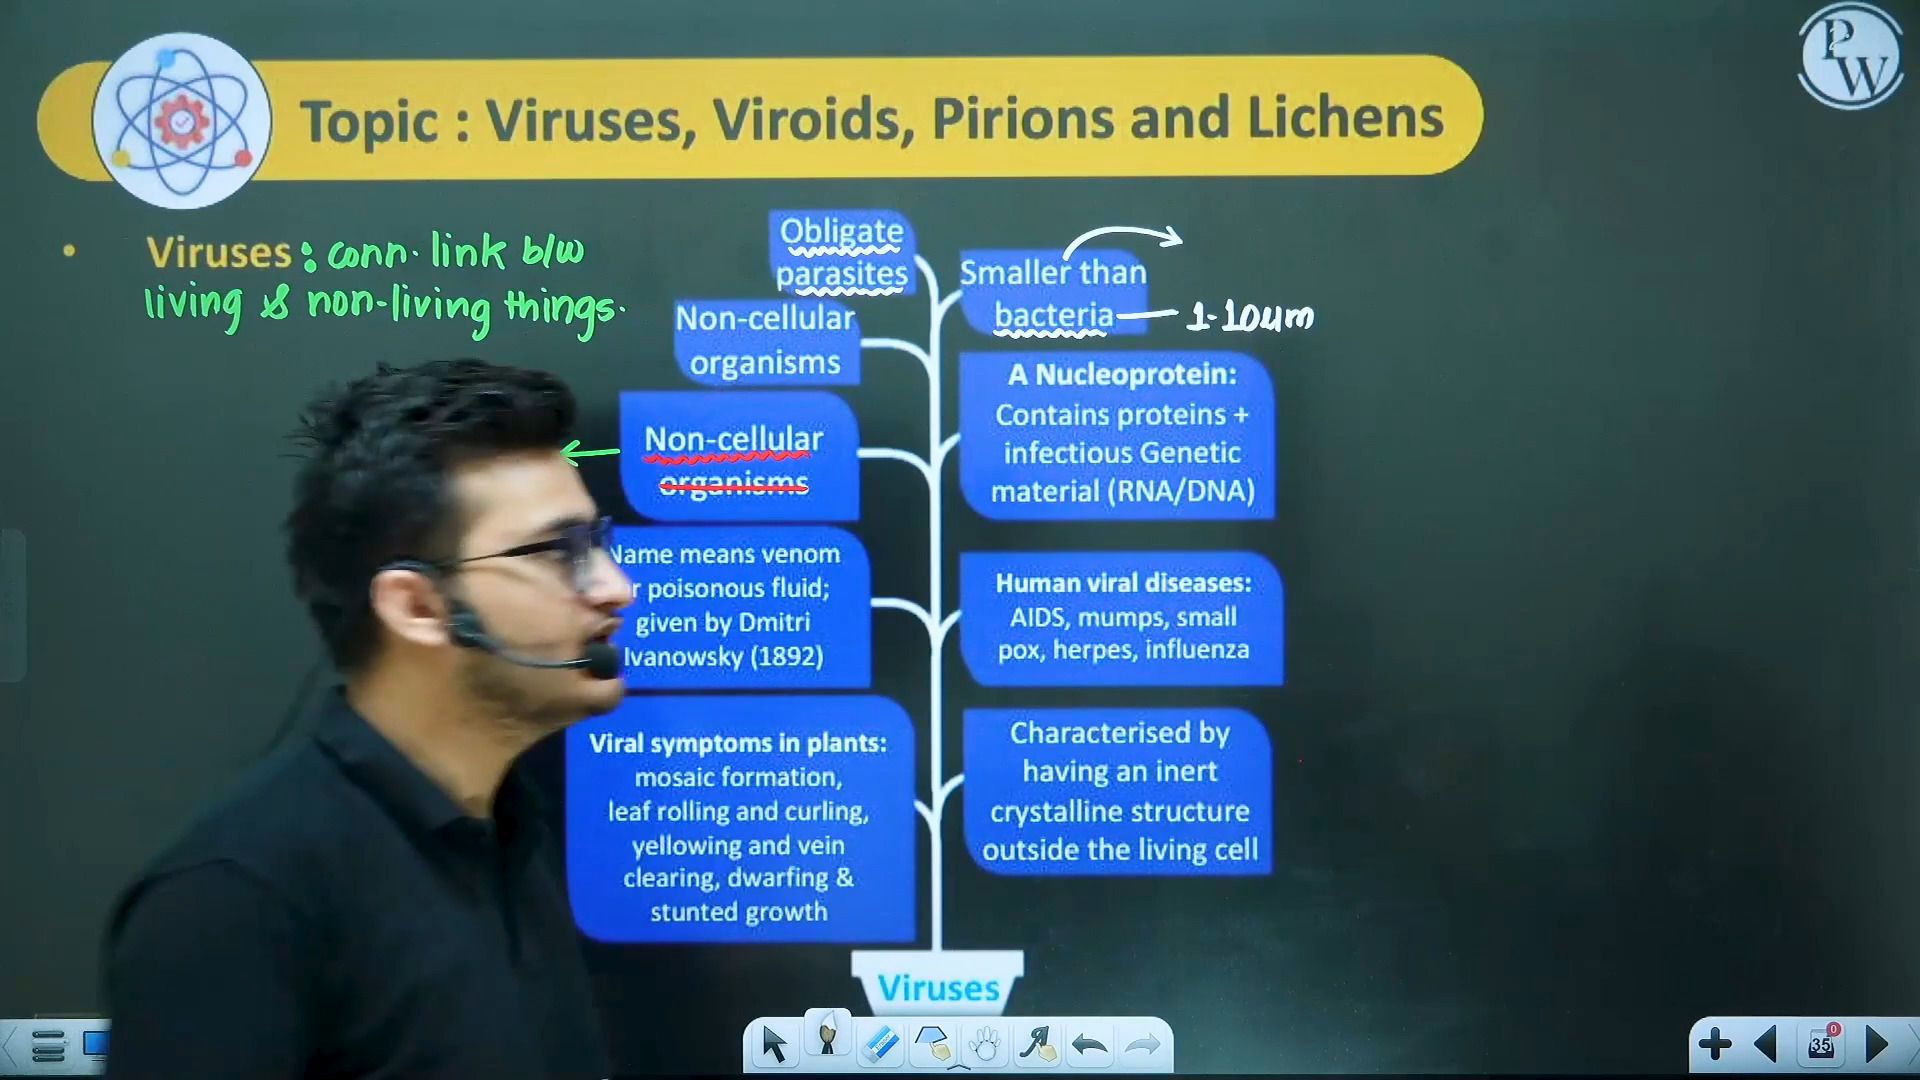 PW
Topic : Viruses, Viroids, Pirions and Lichens
• Viruses : conn. link b/w
living & non-living things.
Obligate
parasites
Smaller than
bacteria — 1-10µm
Non-cellular
organisms
A Nucleoprotein:
Contains proteins +
infectious Genetic
material (RNA/DNA)
Non-cellular
organisms
Name means venom
r poisonous fluid;
given by Dmitri
Ivanowsky (1892)
Human viral diseases:
AIDS, mumps, small
pox, herpes, influenza
Viral symptoms in plants:
mosaic formation,
leaf rolling and curling,
yellowing and vein
clearing, dwarfing &
stunted growth
Characterised by
having an inert
crystalline structure
outside the living cell
Viruses
35
0